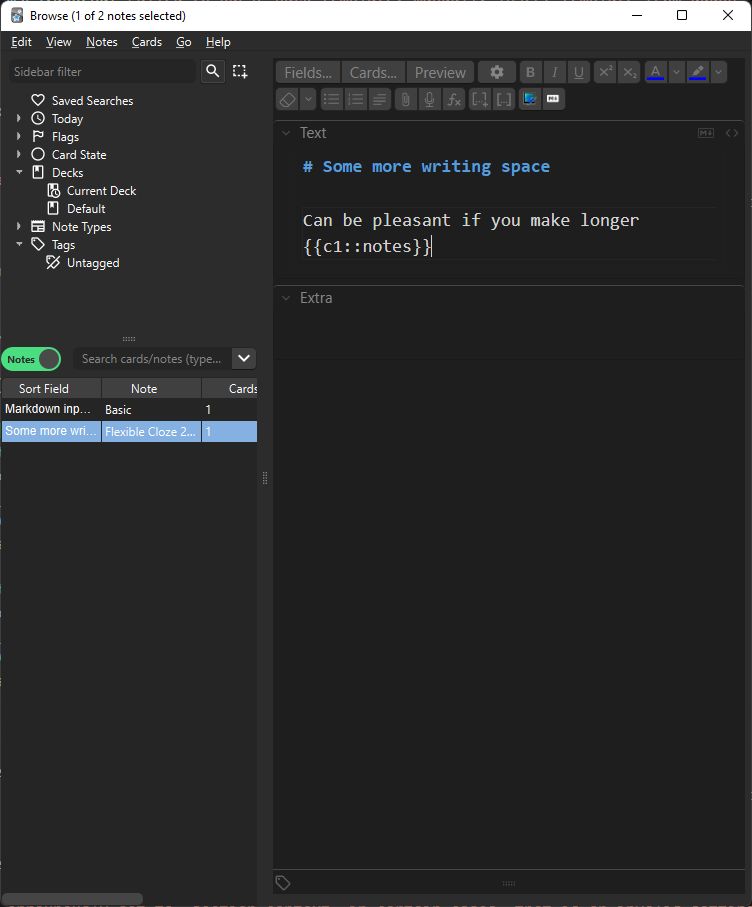 Browse (1 of 2 notes selected)
Edit View Notes Cards Go Help
Sidebar filter
Saved Searches
Today
Flags
Card State
Decks
Current Deck
Default
Note Types
Tags
Untagged
Notes
Search cards/notes (type...
Sort Field Note Cards
Markdown inp... Basic 1
Some more wri... Flexible Cloze 2... 1
Fields... Cards... Preview
B I U x² x₂ A
fx [...] [...]
Text
# Some more writing space
Can be pleasant if you make longer
{{c1::notes}}
Extra